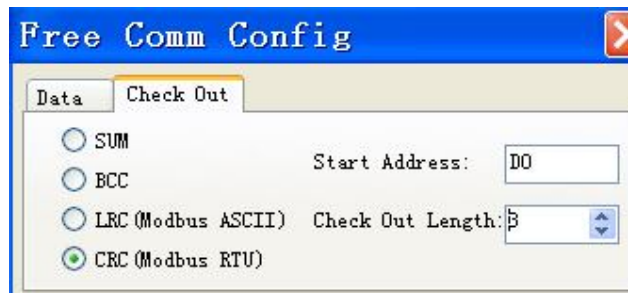 Free Comm Config
Data Check Out
SUM
BCC
LRC(Modbus ASCII)
CRC(Modbus RTU)
Start Address: D0
Check Out Length: 3